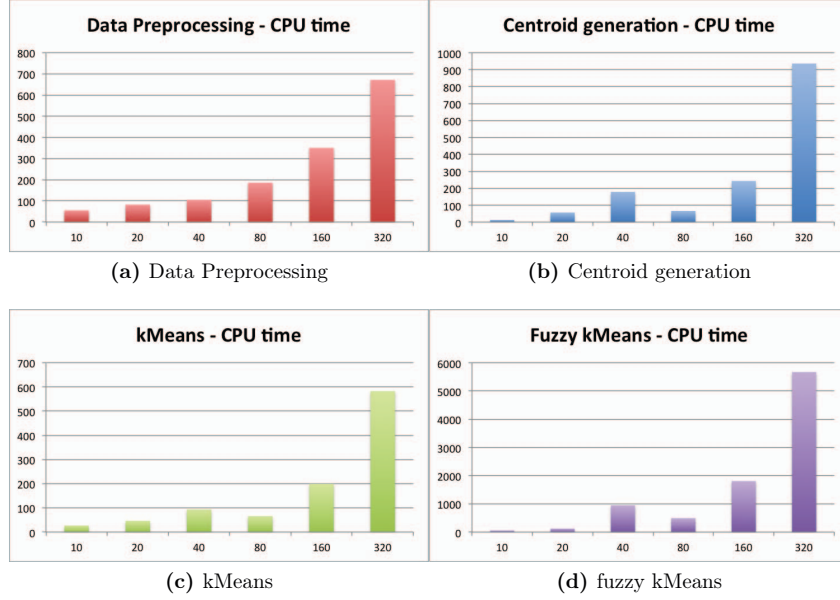 Data Preprocessing - CPU time
800
700
600
500
400
300
200
100
0
10 20 40 80 160 320
(a) Data Preprocessing
Centroid generation - CPU time
1000
900
800
700
600
500
400
300
200
100
0
10 20 40 80 160 320
(b) Centroid generation
kMeans - CPU time
700
600
500
400
300
200
100
0
10 20 40 80 160 320
(c) kMeans
Fuzzy kMeans - CPU time
6000
5000
4000
3000
2000
1000
0
10 20 40 80 160 320
(d) fuzzy kMeans